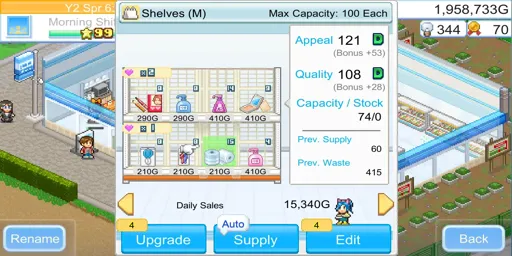 Y2 Spr 6
Morning Shi
99
Shelves (M)
Max Capacity: 100 Each
1,958,733G
344
70
Appeal 121 D
(Bonus +53)
Quality 108 D
(Bonus +28)
Capacity / Stock
74/0
Prev. Supply
60
Prev. Waste
415
290G
290G
410G
410G
210G
210G
210G
410G
Daily Sales
15,340G
Auto
4
4
Rename
Upgrade
Supply
Edit
Back